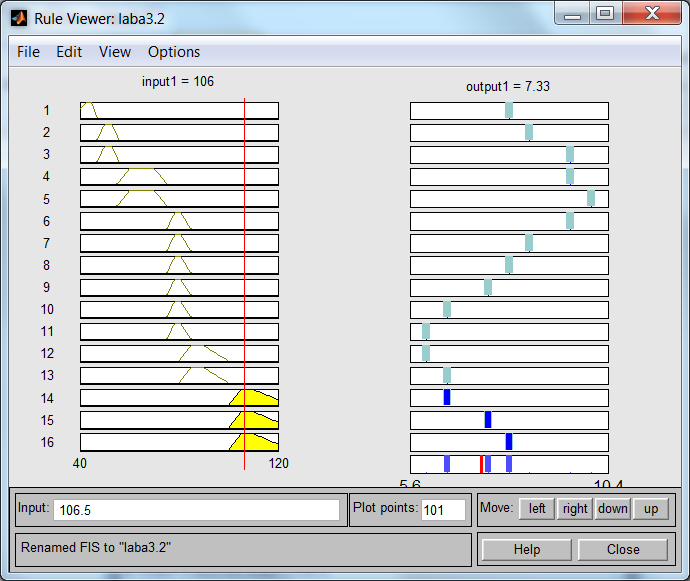 Rule Viewer: laba3.2
File Edit View Options
input1 = 106
output1 = 7.33
1
2
3
4
5
6
7
8
9
10
11
12
13
14
15
16
40 120
5.6 10.4
Input: 106.5
Plot points: 101
Move: left right down up
Renamed FIS to "laba3.2"
Help Close